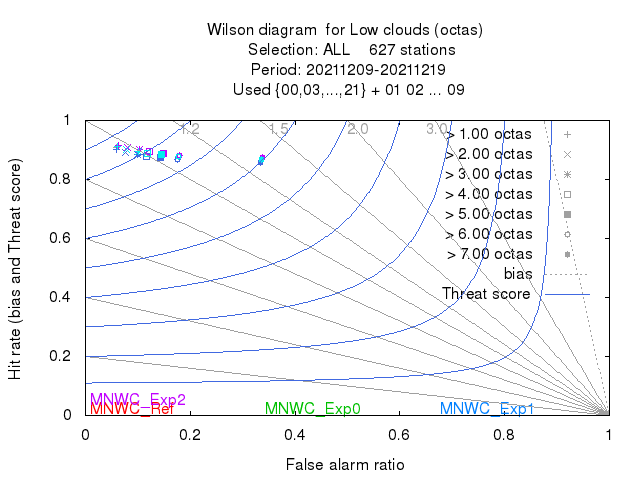 Wilson diagram for Low clouds (octas)
Selection: ALL 627 stations
Period: 20211209-20211219
Used {00,03,...,21} + 01 02 ... 09
Hit rate (bias and Threat score)
1
0.8
0.6
0.4
0.2
0
1.2 1.5 2.0 3.0
> 1.00 octas
> 2.00 octas
> 3.00 octas
> 4.00 octas
> 5.00 octas
> 6.00 octas
> 7.00 octas
bias
Threat score
MNWC_Exp2
MNWC_Ref MNWC_Exp0 MNWC_Exp1
0 0.2 0.4 0.6 0.8 1
False alarm ratio